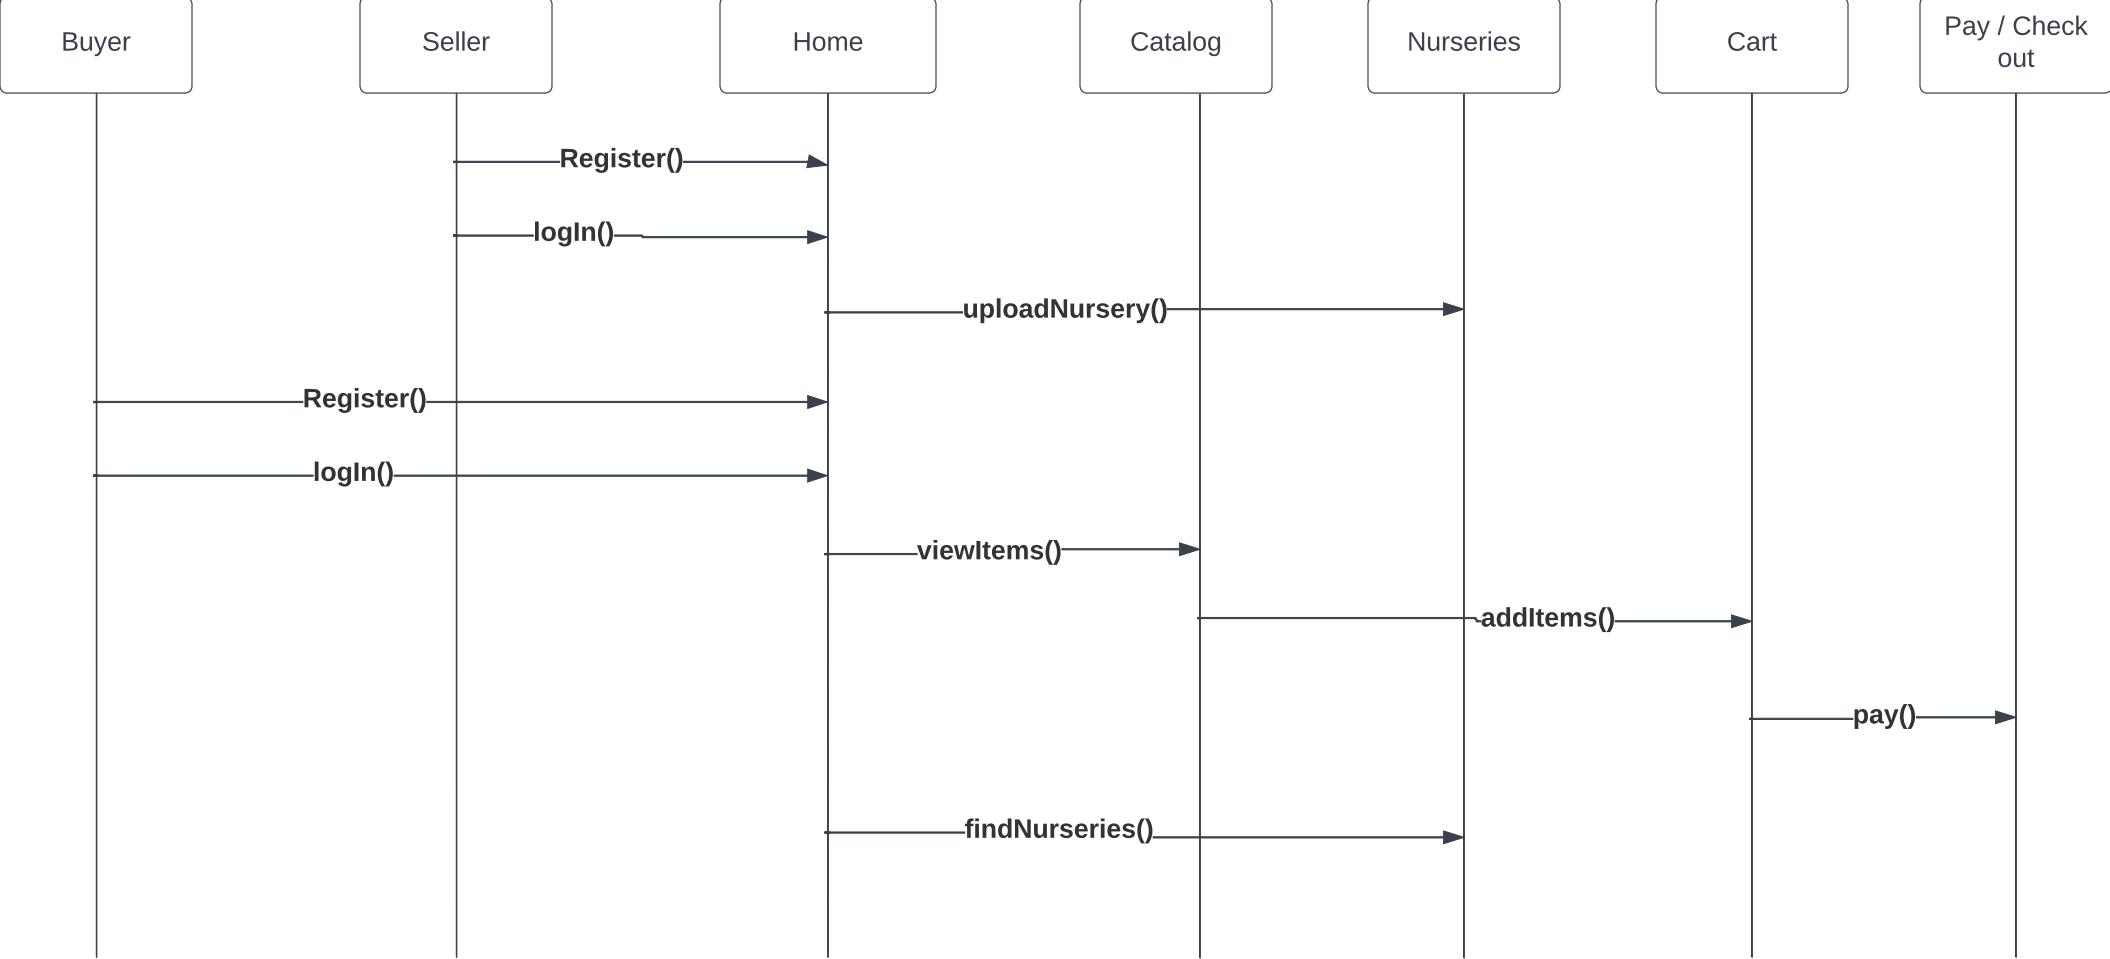 Buyer
Seller
Home
Catalog
Nurseries
Cart
Pay / Check
out
Register()
logIn()
uploadNursery()
Register()
logIn()
viewItems()
addItems()
pay()
findNurseries()